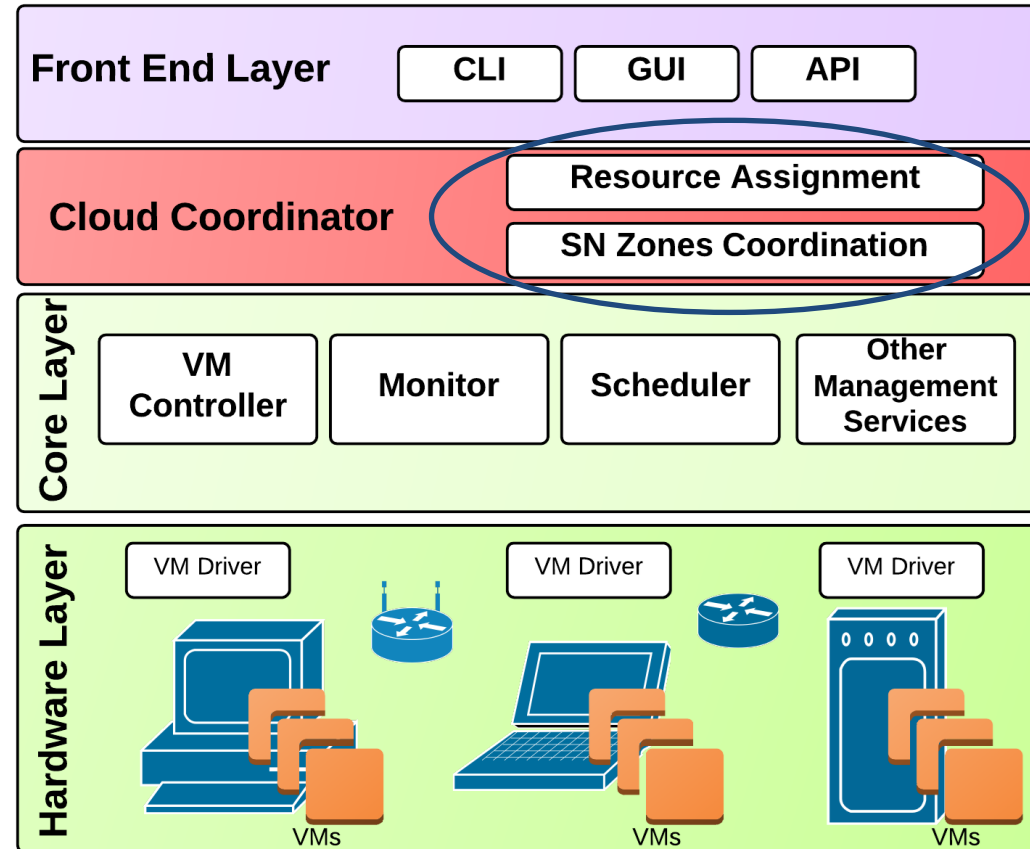 Front End Layer
CLI
GUI
API
Cloud Coordinator
Resource Assignment
SN Zones Coordination
Core Layer
VM
Controller
Monitor
Scheduler
Other
Management
Services
Hardware Layer
VM Driver
VM Driver
VM Driver
VMs
VMs
VMs